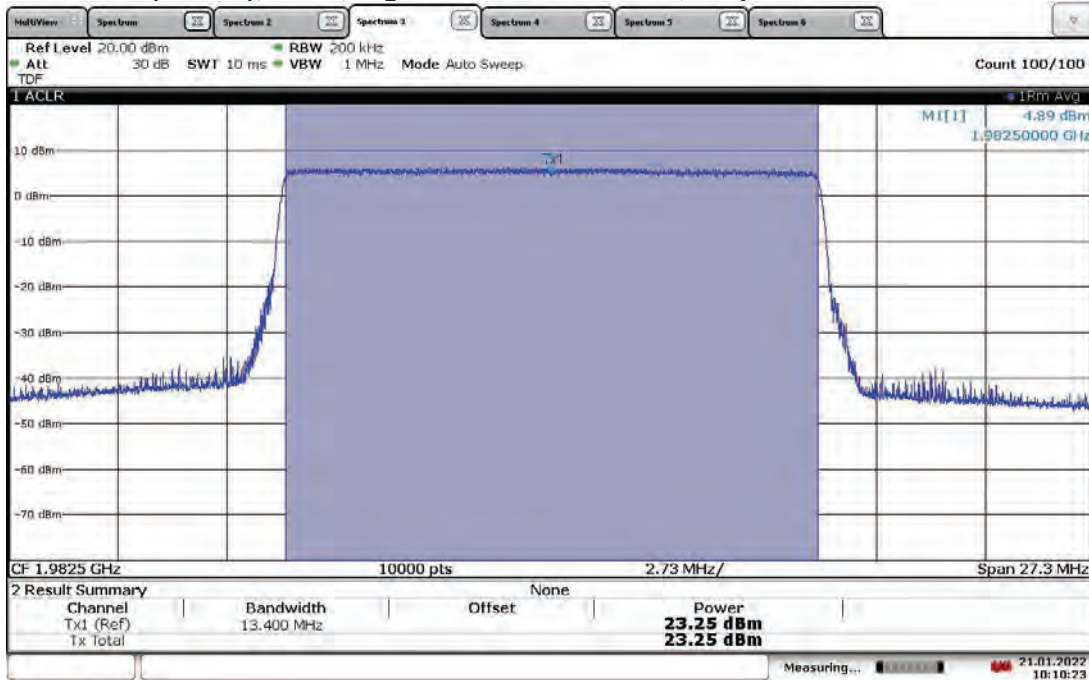 MultiView Spectrum Spectrum 2 Spectrum 3 Spectrum 4 Spectrum 5 Spectrum 6
Ref Level 20.00 dBm RBW 200 kHz
Att 30 dB SWT 10 ms VBW 1 MHz Mode Auto Sweep Count 100/100
TDF
1 ACLR 1Rm Avg
M1[1] 4.89 dBm
1.98250000 GHz
10 dBm
Tx1
0 dBm
-10 dBm
-20 dBm
-30 dBm
-40 dBm
-50 dBm
-60 dBm
-70 dBm
CF 1.9825 GHz 10000 pts 2.73 MHz/ Span 27.3 MHz
2 Result Summary None
Channel Bandwidth Offset Power
Tx1 (Ref) 13.400 MHz 23.25 dBm
Tx Total 23.25 dBm
Measuring... 21.01.2022
10:10:23